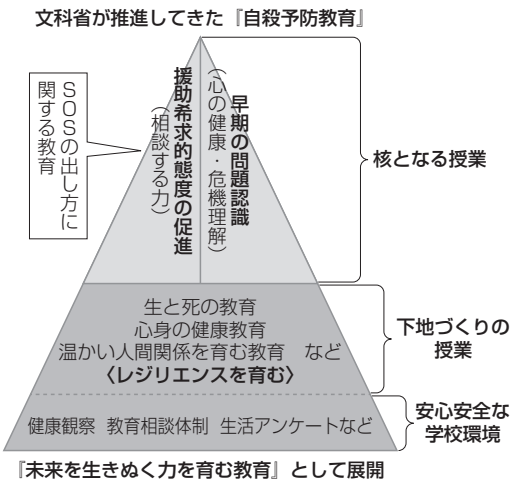 文科省が推進してきた『自殺予防教育』
SOSの出し方に
関する教育
早期の問題認識
(心の健康・危機理解)
援助希求的態度の促進
(相談する力)
核となる授業
生と死の教育
心身の健康教育
温かい人間関係を育む教育 など
〈レジリエンスを育む〉
下地づくりの
授業
健康観察 教育相談体制 生活アンケートなど
安心安全な
学校環境
『未来を生きぬく力を育む教育』として展開